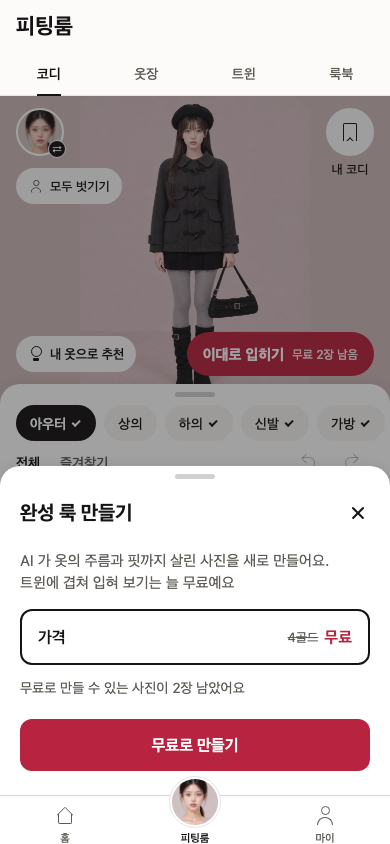 피팅룸
코디
옷장
트윈
룩북
내 코디
모두 벗기기
내 옷으로 추천
이대로 입히기 무료 2장 남음
아우터
상의
하의
신발
가방
전체
즐겨찾기
완성 룩 만들기
AI 가 옷의 주름과 핏까지 살린 사진을 새로 만들어요.
트윈에 겹쳐 입혀 보기는 늘 무료예요
가격 4골드 무료
무료로 만들 수 있는 사진이 2장 남았어요
무료로 만들기
홈
피팅룸
마이